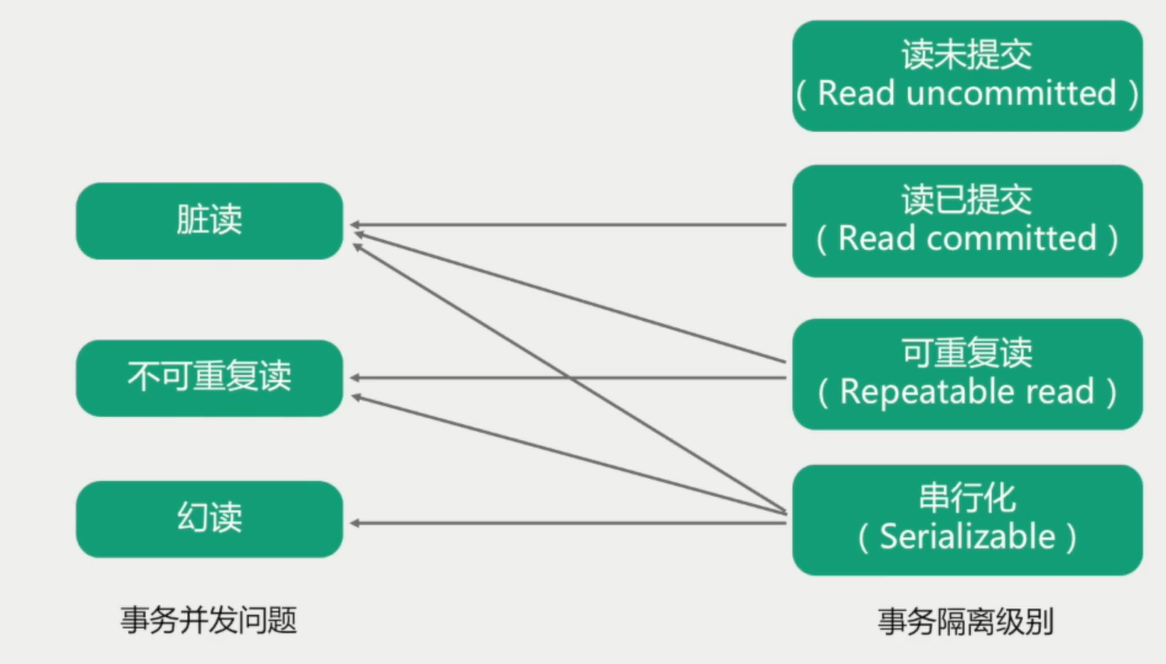 读未提交
（Read uncommitted）
脏读
读已提交
（Read committed）
不可重复读
可重复读
（Repeatable read）
幻读
串行化
（Serializable）
事务并发问题
事务隔离级别